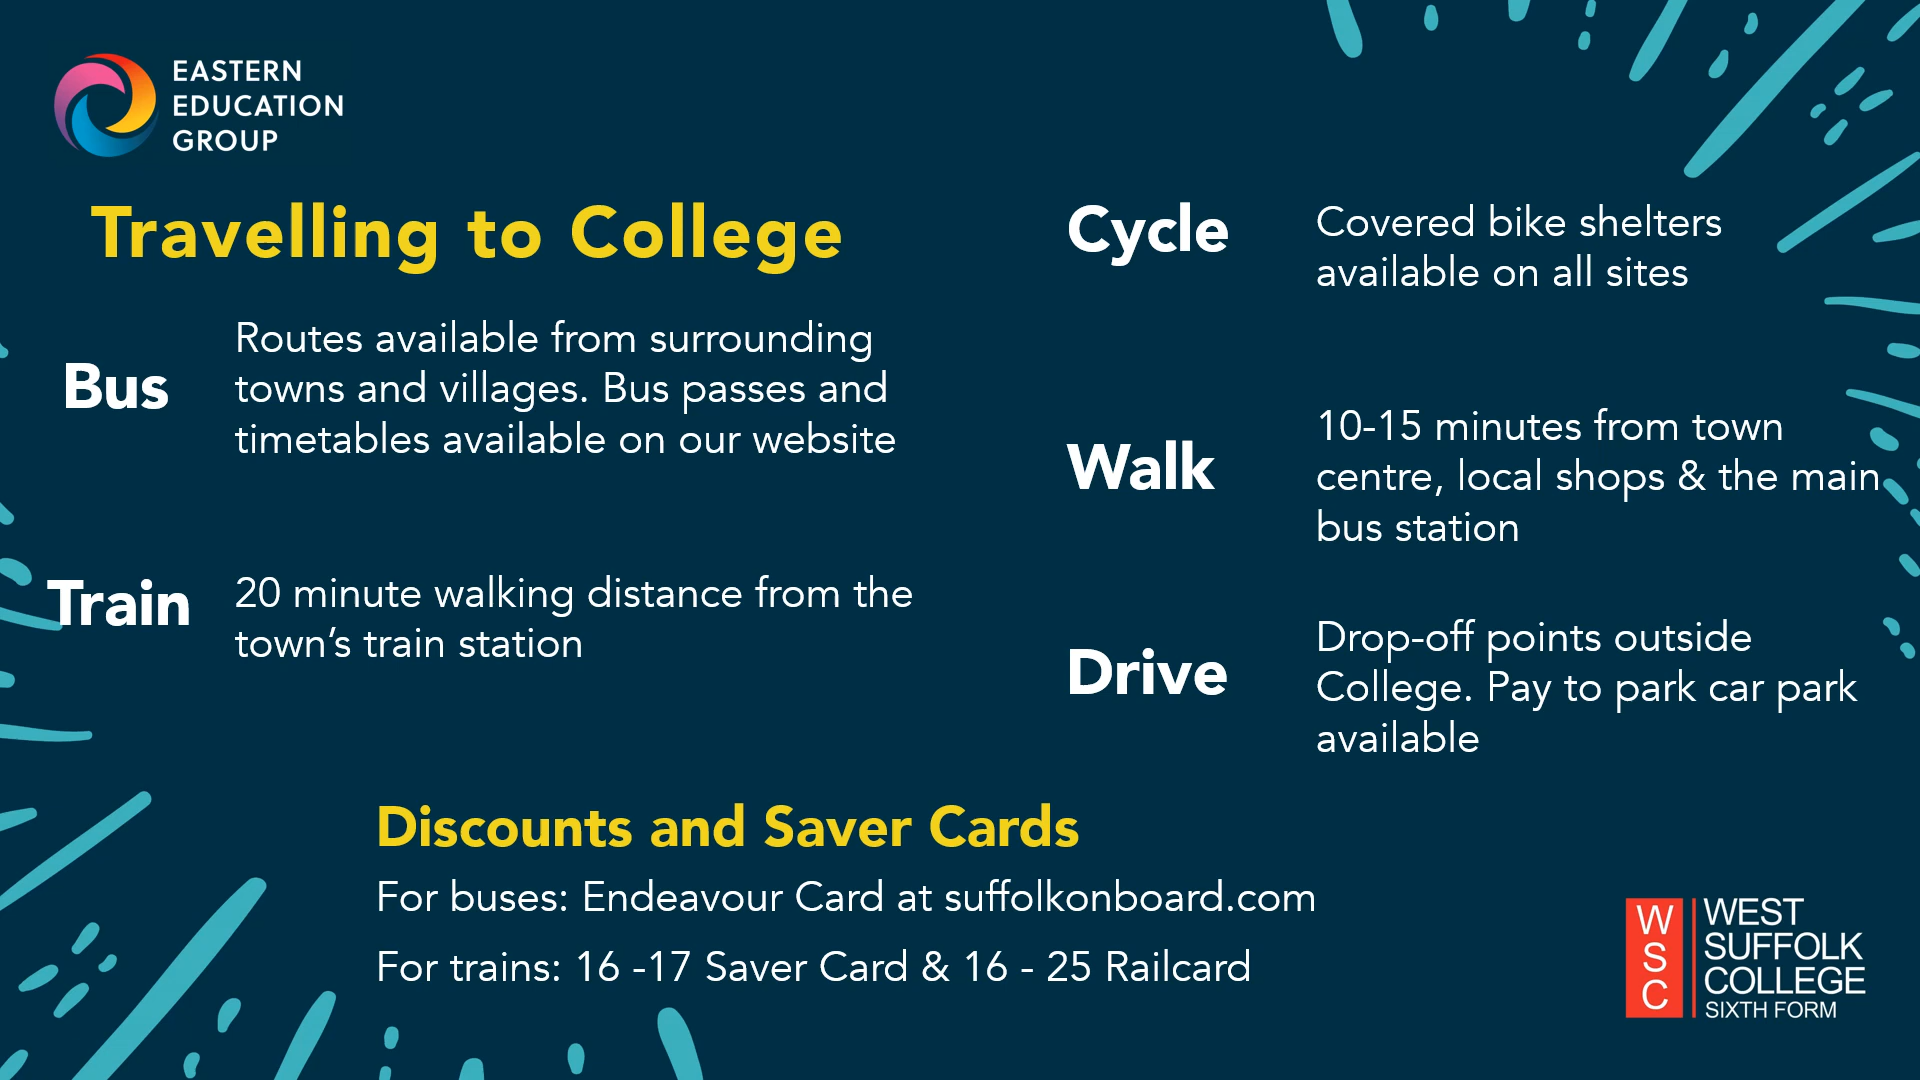 EASTERN
EDUCATION
GROUP
Travelling to College
Bus
Routes available from surrounding
towns and villages. Bus passes and
timetables available on our website
Train
20 minute walking distance from the
town’s train station
Cycle
Covered bike shelters
available on all sites
Walk
10-15 minutes from town
centre, local shops & the main
bus station
Drive
Drop-off points outside
College. Pay to park car park
available
Discounts and Saver Cards
For buses: Endeavour Card at suffolkonboard.com
For trains: 16 -17 Saver Card & 16 - 25 Railcard
W
S
C
WEST
SUFFOLK
COLLEGE
SIXTH FORM